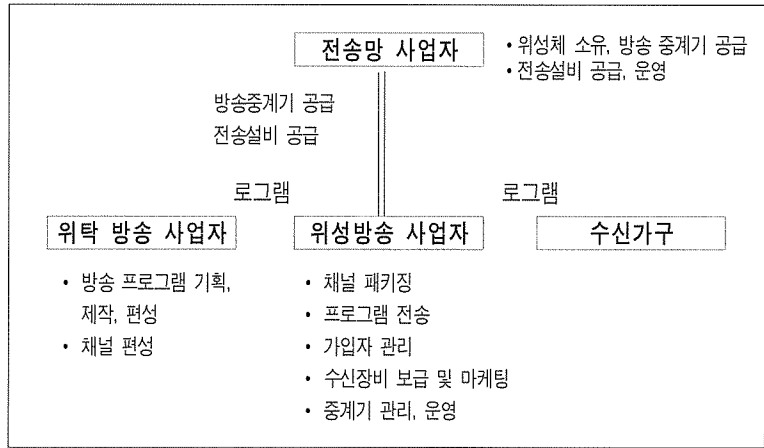 전송망 사업자
• 위성체 소유, 방송 중계기 공급
• 전송설비 공급, 운영
방송중계기 공급
전송설비 공급
로그램
로그램
위탁 방송 사업자
• 방송 프로그램 기획,
제작, 편성
• 채널 편성
위성방송 사업자
• 채널 패키징
• 프로그램 전송
• 가입자 관리
• 수신장비 보급 및 마케팅
• 중계기 관리, 운영
수신가구